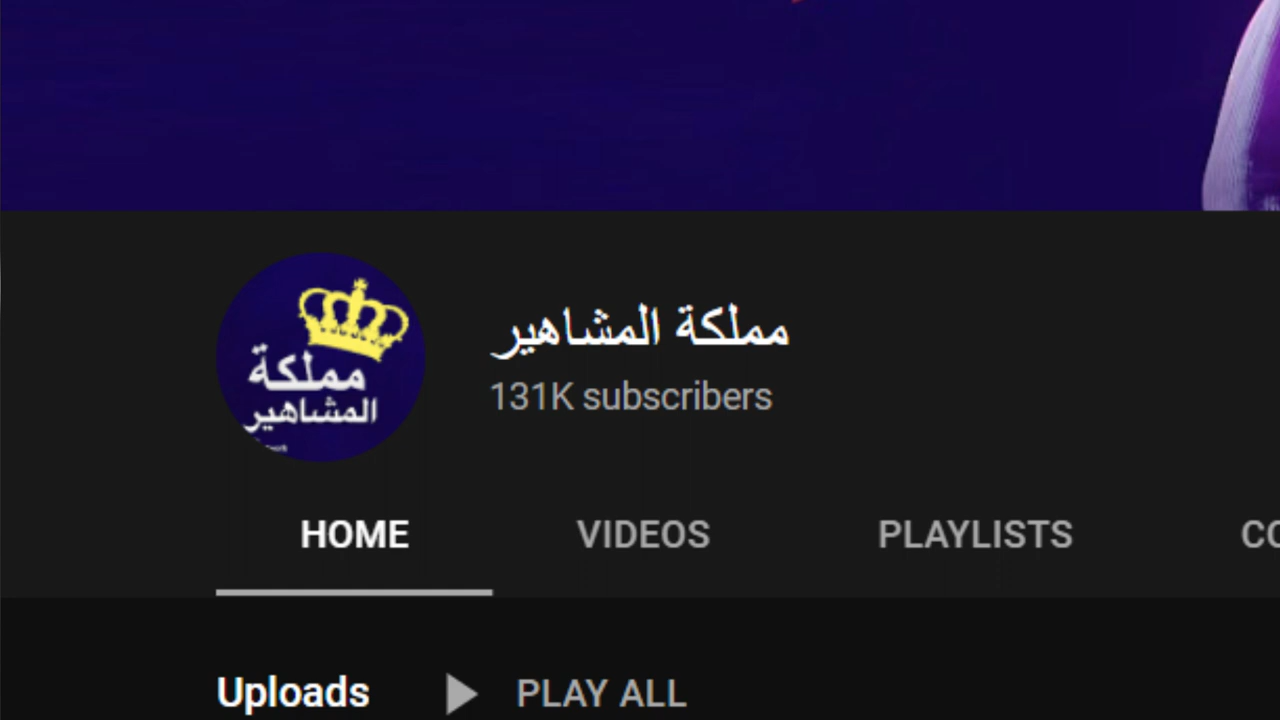 مملكة
المشاهير
مملكة المشاهير
131K subscribers
HOME VIDEOS PLAYLISTS
Uploads PLAY ALL